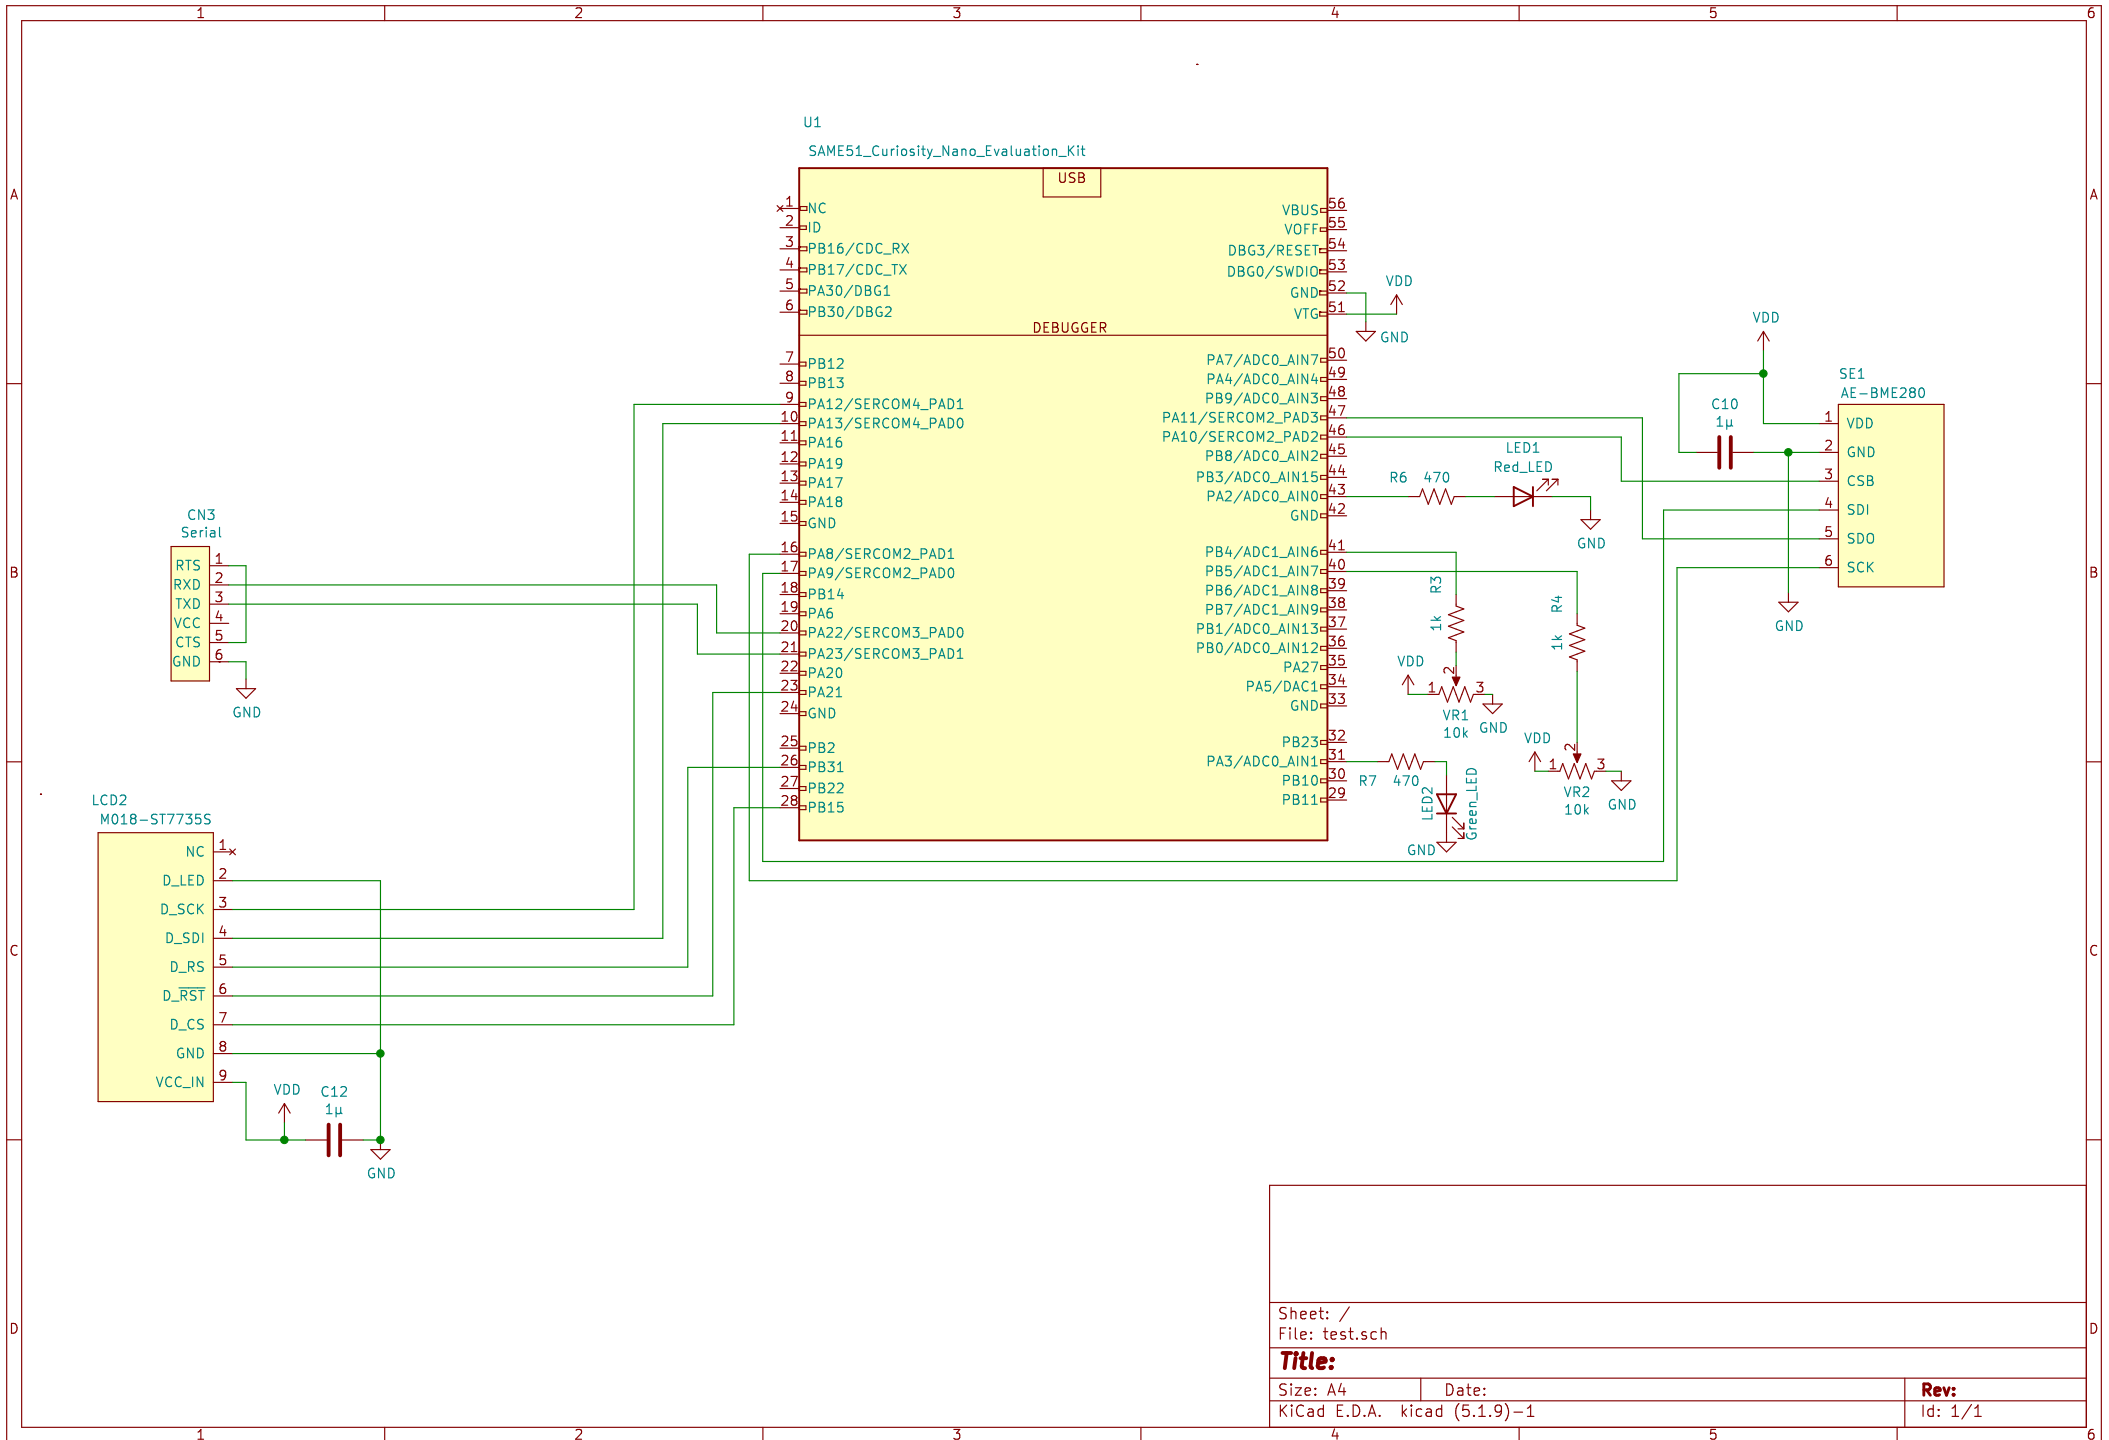 1 2 3 4 5 6
A
B
C
D
A
B
C
D
1 2 3 4 5 6
U1
SAME51_Curiosity_Nano_Evaluation_Kit
USB
DEBUGGER
1 NC
2 ID
3 PB16/CDC_RX
4 PB17/CDC_TX
5 PA30/DBG1
6 PB30/DBG2
7 PB12
8 PB13
9 PA12/SERCOM4_PAD1
10 PA13/SERCOM4_PAD0
11 PA16
12 PA19
13 PA17
14 PA18
15 GND
16 PA8/SERCOM2_PAD1
17 PA9/SERCOM2_PAD0
18 PB14
19 PA6
20 PA22/SERCOM3_PAD0
21 PA23/SERCOM3_PAD1
22 PA20
23 PA21
24 GND
25 PB2
26 PB31
27 PB22
28 PB15
VBUS 56
VOFF 55
DBG3/RESET 54
DBG0/SWDIO 53
GND 52
VTG 51
PA7/ADC0_AIN7 50
PA4/ADC0_AIN4 49
PB9/ADC0_AIN3 48
PA11/SERCOM2_PAD3 47
PA10/SERCOM2_PAD2 46
PB8/ADC0_AIN2 45
PB3/ADC0_AIN15 44
PA2/ADC0_AIN0 43
GND 42
PB4/ADC1_AIN6 41
PB5/ADC1_AIN7 40
PB6/ADC1_AIN8 39
PB7/ADC1_AIN9 38
PB1/ADC0_AIN13 37
PB0/ADC0_AIN12 36
PA27 35
PA5/DAC1 34
GND 33
PB23 32
PA3/ADC0_AIN1 31
PB10 30
PB11 29
VDD
GND
R6 470
LED1
Red_LED
GND
R3
1k
VDD
1 2 3
VR1
10k
GND
R4
1k
VDD
1 2 3
VR2
10k
GND
R7 470
LED2
Green_LED
GND
VDD
C10
1µ
GND
SE1
AE-BME280
1 VDD
2 GND
3 CSB
4 SDI
5 SDO
6 SCK
CN3
Serial
RTS 1
RXD 2
TXD 3
VCC 4
CTS 5
GND 6
GND
LCD2
M018-ST7735S
NC 1
D_LED 2
D_SCK 3
D_SDI 4
D_RS 5
D_RST 6
D_CS 7
GND 8
VCC_IN 9
VDD
C12
1µ
GND
Sheet: /
File: test.sch
Title:
Size: A4 Date: Rev:
KiCad E.D.A. kicad (5.1.9)-1 Id: 1/1